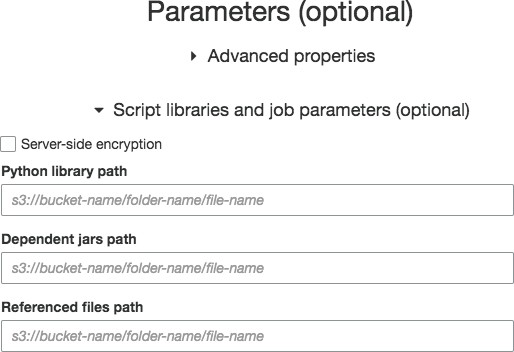 Parameters (optional)
Advanced properties
Script libraries and job parameters (optional)
Server-side encryption
Python library path
s3://bucket-name/folder-name/file-name
Dependent jars path
s3://bucket-name/folder-name/file-name
Referenced files path
s3://bucket-name/folder-name/file-name